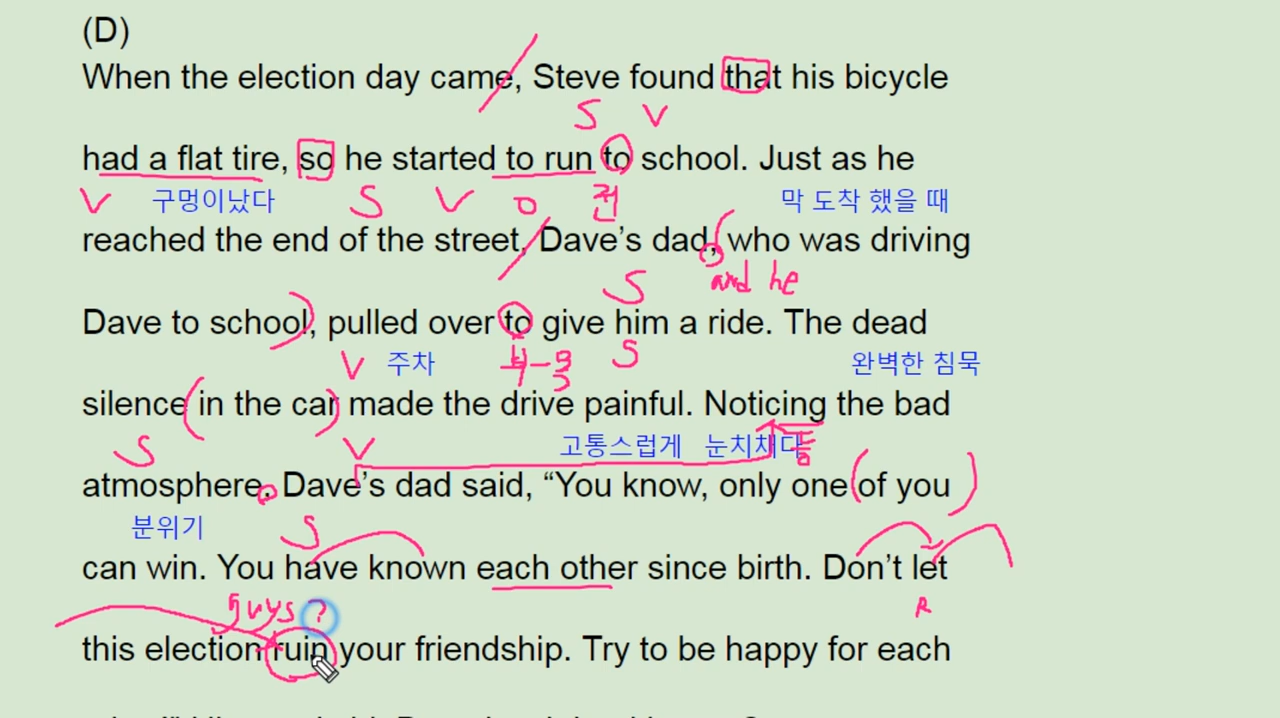 (D)
When the election day came, Steve found that his bicycle
S V
had a flat tire, so he started to run to school. Just as he
V 구멍이났다 S V O 전 막 도착 했을 때
reached the end of the street, Dave's dad, who was driving
S and he
Dave to school, pulled over to give him a ride. The dead
V 주차 부-목 S 완벽한 침묵
silence (in the car) made the drive painful. Noticing the bad
S V 고통스럽게 눈치채다 능
atmosphere, Dave's dad said, “You know, only one (of you)
분위기 S
can win. You have known each other since birth. Don't let
guys ? R
this election ruin your friendship. Try to be happy for each